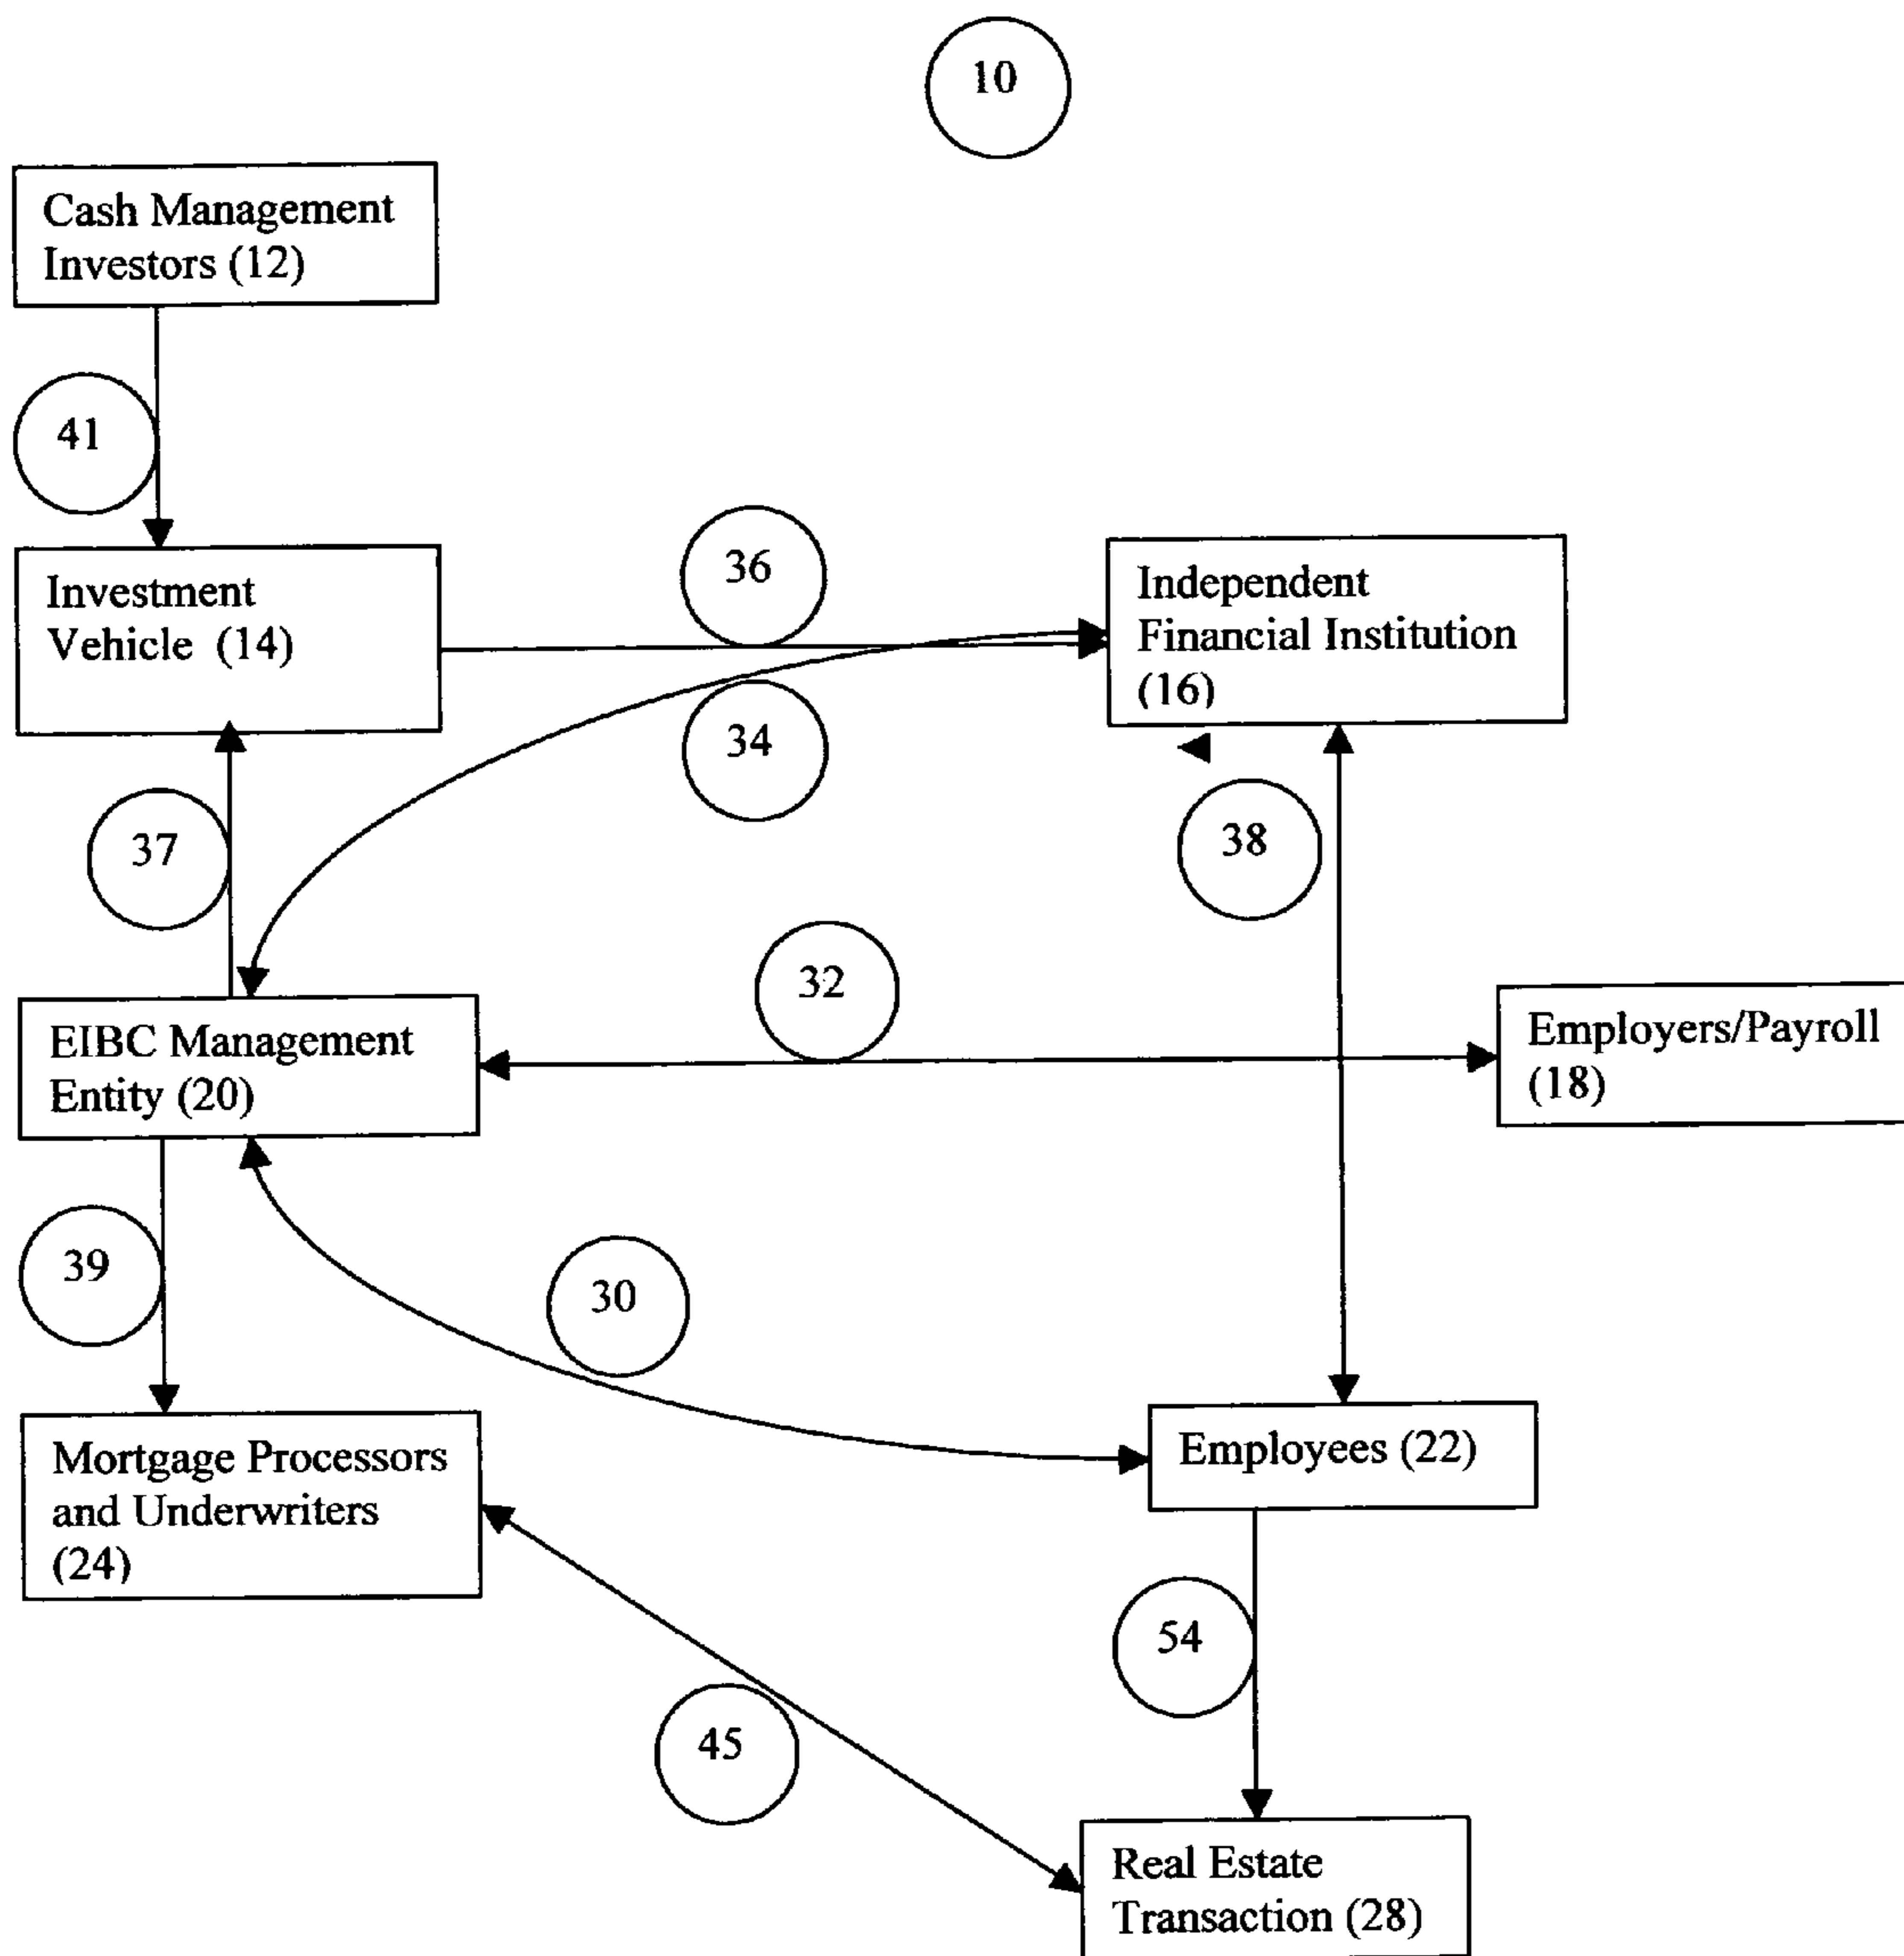 10
Cash Management
Investors (12)
41
36
Investment
Vehicle (14)
Independent
Financial Institution
(16)
34
37
38
32
EIBC Management
Entity (20)
Employers/Payroll
(18)
39
30
Mortgage Processors
and Underwriters
(24)
Employees (22)
54
45
Real Estate
Transaction (28)